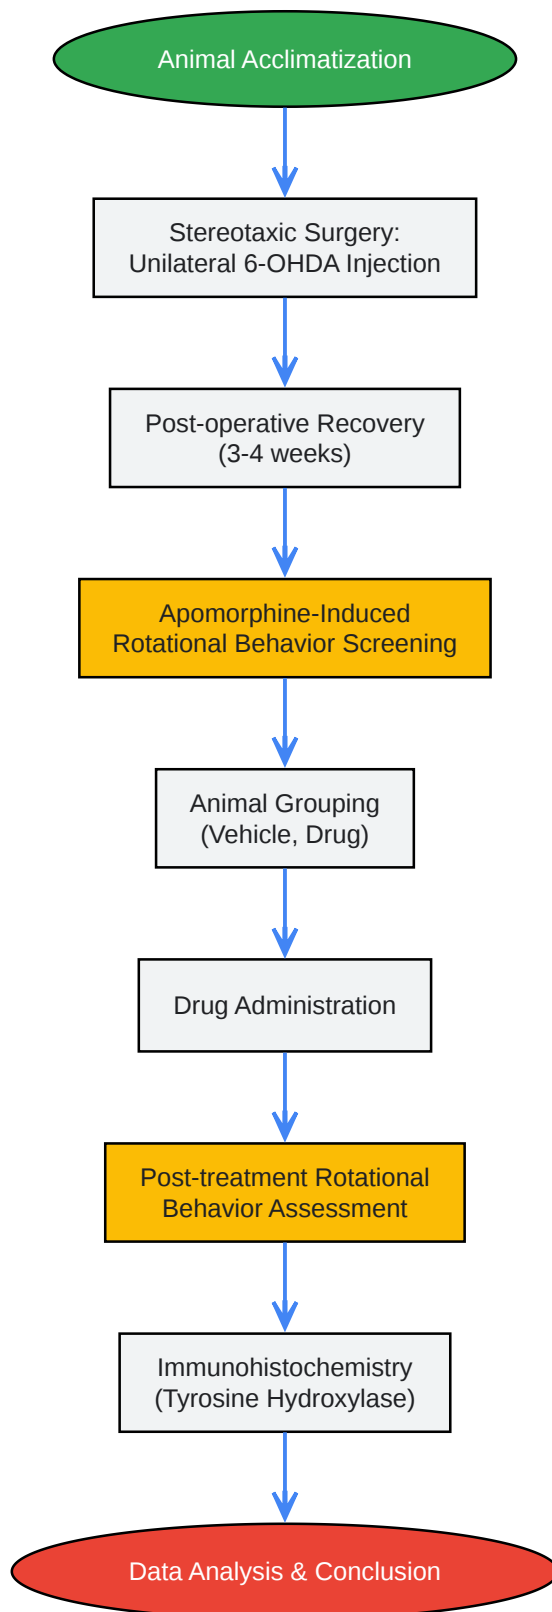 Animal Acclimatization
Stereotaxic Surgery:
Unilateral 6-OHDA Injection
Post-operative Recovery
(3-4 weeks)
Apomorphine-Induced
Rotational Behavior Screening
Animal Grouping
(Vehicle, Drug)
Drug Administration
Post-treatment Rotational
Behavior Assessment
Immunohistochemistry
(Tyrosine Hydroxylase)
Data Analysis & Conclusion